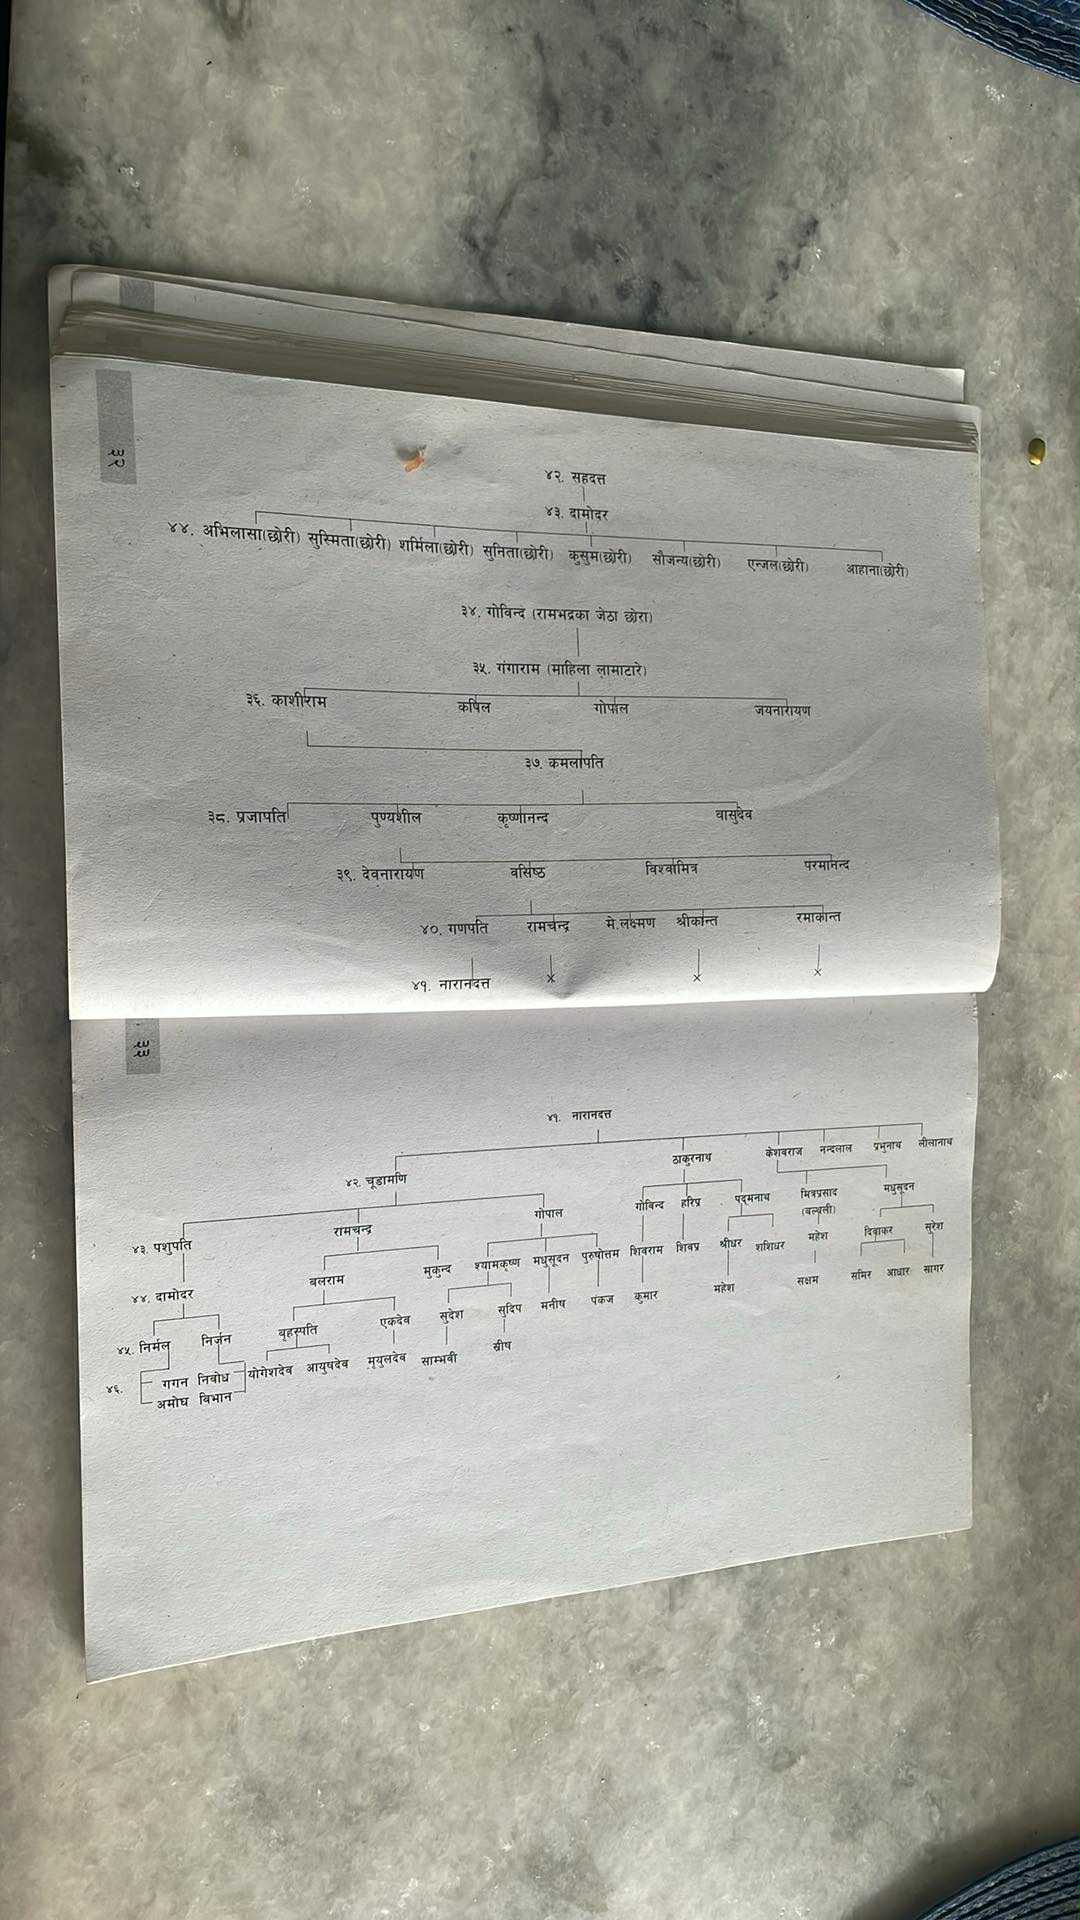 ३२
४२. सहदत्त
४३. दामोदर
४४. अभिलासा(छोरी) सुस्मिता(छोरी) शर्मिला(छोरी) सुनिता(छोरी) कुसुम(छोरी) सौजन्य(छोरी) एन्जल(छोरी) आहाना(छोरी)
३४. गोविन्द (रामभद्रका जेठा छोरा)
३५. गंगाराम (माहिला लामाटारे)
३६. काशीराम कपिल गोपाल जयनारायण
३७. कमलापति
३८. प्रजापति पुण्यशील कृष्णानन्द वासुदेव
३९. देवनारायण वसिष्ठ विश्वामित्र परमानन्द
४०. गणपति रामचन्द्र मे.लक्ष्मण श्रीकान्त रमाकान्त
४१. नारानदत्त × × ×
३३
४१. नारानदत्त
४२. चूडामणि ठाकुरनाथ केशवराज नन्दलाल प्रभुनाथ लीलानाथ
४३. पशुपति रामचन्द्र गोपाल गोविन्द हरिप्र पद्मनाथ मित्रप्रसाद (बल्थली) मधुसूदन
४४. दामोदर बलराम मुकुन्द श्यामकृष्ण मधुसूदन पुरुषोत्तम शिवराम शिवप्र श्रीधर शशिधर महेश दिवाकर सुरेश
४५. निर्मल निर्जन बृहस्पति एकदेव सुदेश सुदिप मनीष पंकज कुमार महेश सक्षम समिर आधार सागर
४६. गगन निबोध योगेशदेव आयुषदेव मृयुलदेव साम्भवी
अमोघ विभान